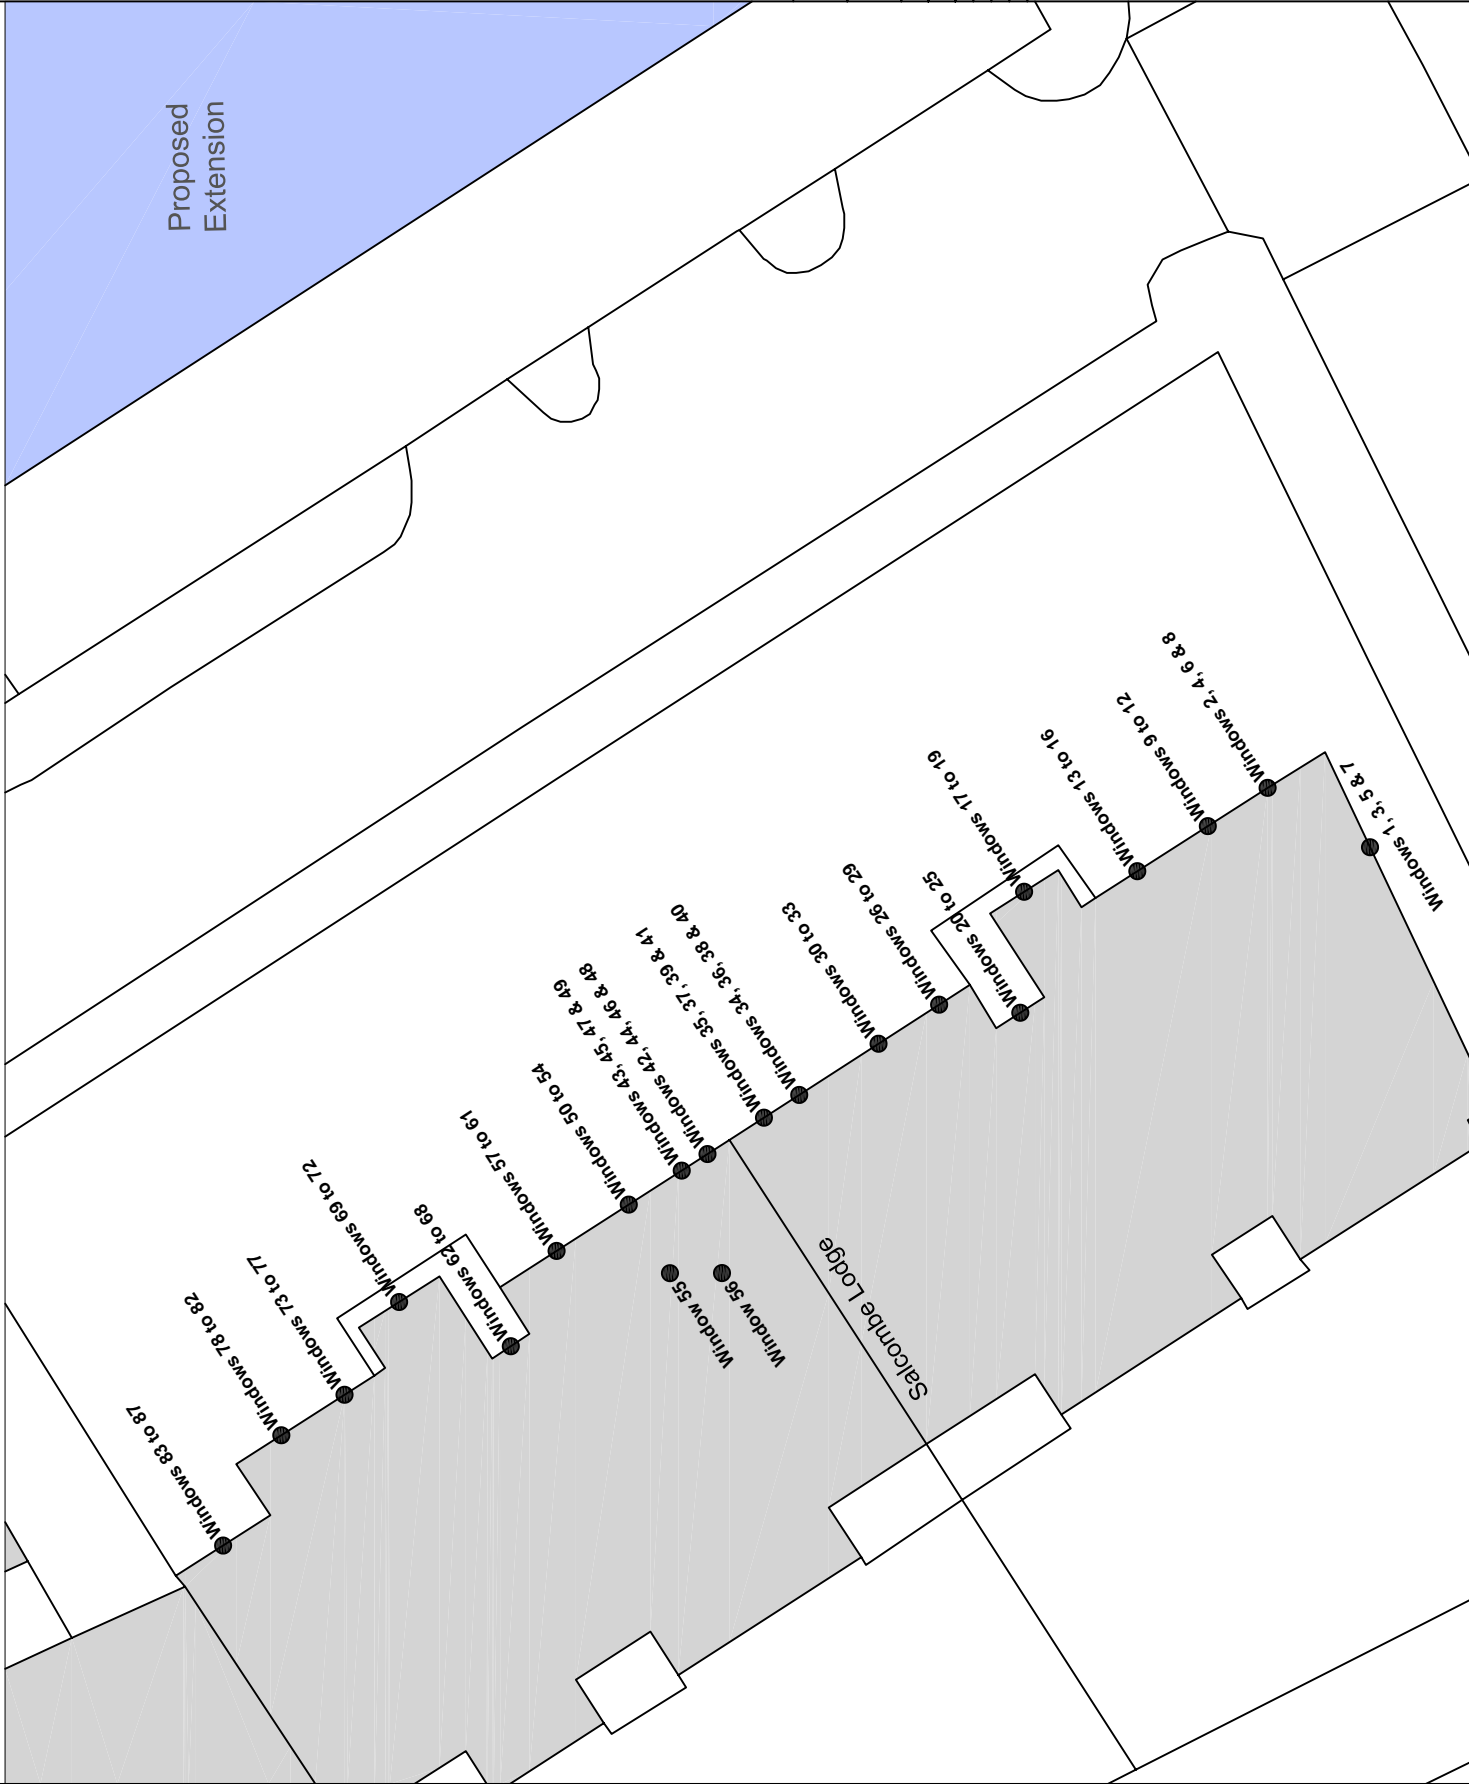 Proposed
Extension
Windows 2, 4, 6 & 8
Windows 1, 3, 5 & 7
Windows 9 to 12
Windows 13 to 16
Windows 17 to 19
Windows 20 to 25
Windows 26 to 29
Windows 30 to 33
Windows 34, 36, 38 & 40
Windows 35, 37, 39 & 41
Windows 42, 44, 46 & 48
Windows 43, 45, 47 & 49
Windows 50 to 54
Window 55
Window 56
Windows 57 to 61
Windows 62 to 68
Windows 69 to 72
Windows 73 to 77
Windows 78 to 82
Windows 83 to 87
Salcombe Lodge